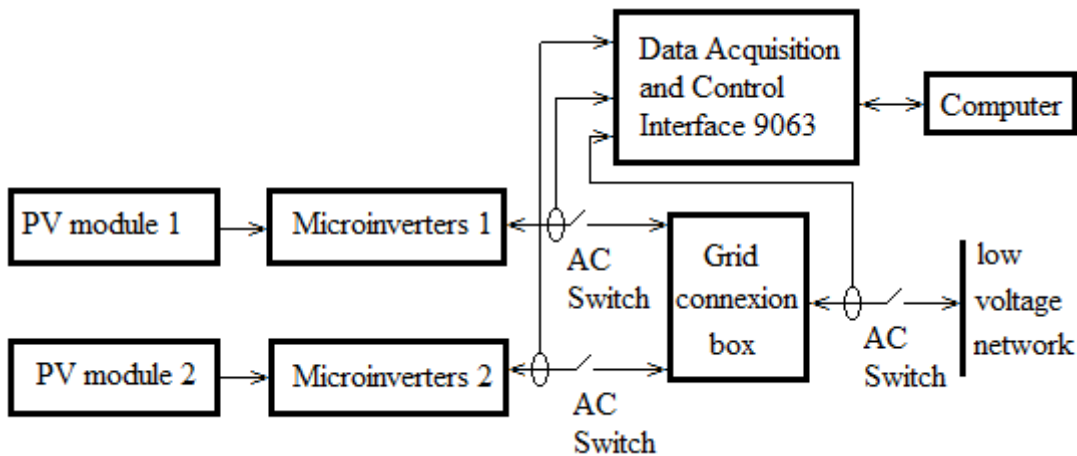 Data Acquisition
and Control
Interface 9063
Computer
PV module 1
Microinverters 1
AC
Switch
Grid
connexion
box
low
voltage
network
AC
Switch
PV module 2
Microinverters 2
AC
Switch